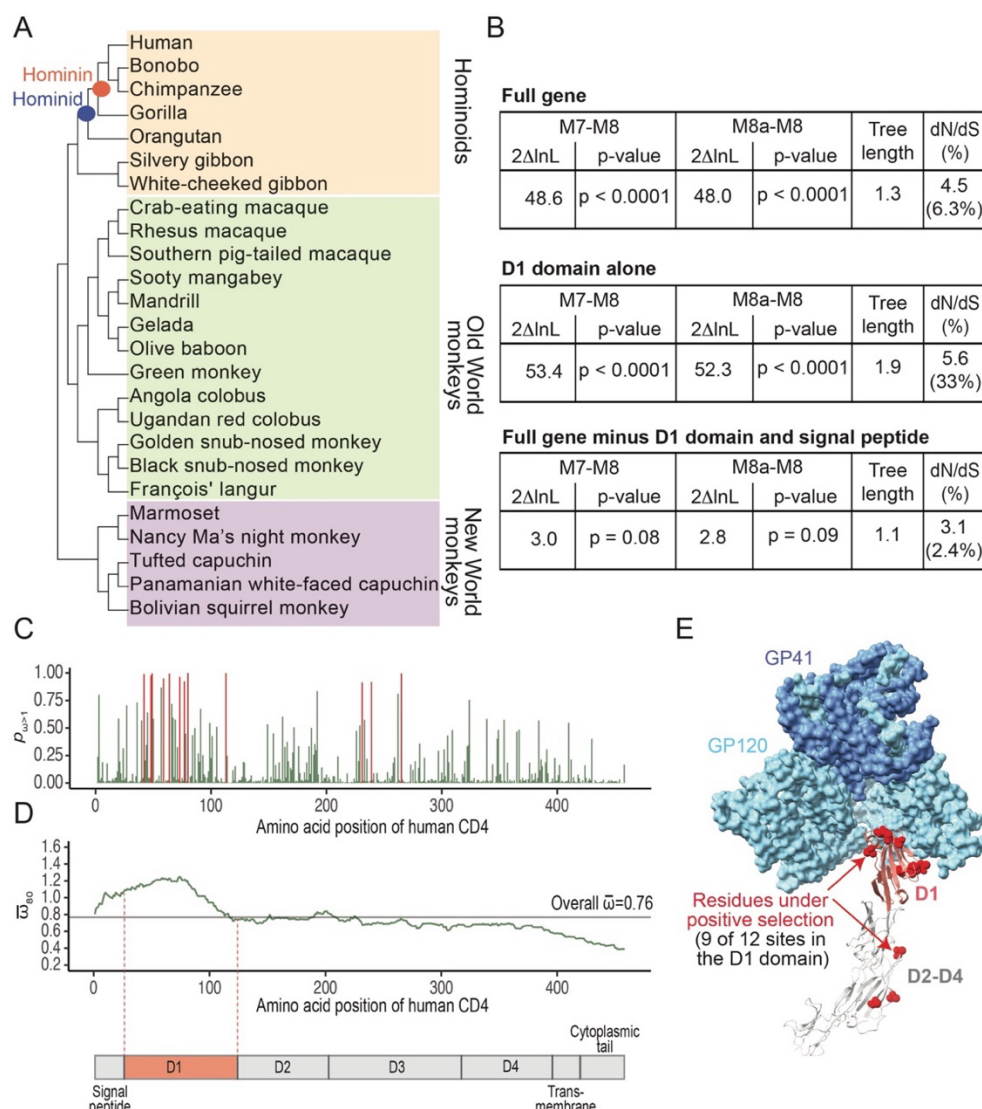 A
Hominin
Hominid
Human
Bonobo
Chimpanzee
Gorilla
Orangutan
Silvery gibbon
White-cheeked gibbon
Hominoids
Crab-eating macaque
Rhesus macaque
Southern pig-tailed macaque
Sooty mangabey
Mandrill
Gelada
Olive baboon
Green monkey
Angola colobus
Ugandan red colobus
Golden snub-nosed monkey
Black snub-nosed monkey
François' langur
Old World
monkeys
Marmoset
Nancy Ma's night monkey
Tufted capuchin
Panamanian white-faced capuchin
Bolivian squirrel monkey
New World
monkeys
B
Full gene
M7-M8 M8a-M8 Tree length dN/dS (%)
2ΔlnL p-value 2ΔlnL p-value
48.6 p < 0.0001 48.0 p < 0.0001 1.3 4.5 (6.3%)
D1 domain alone
M7-M8 M8a-M8 Tree length dN/dS (%)
2ΔlnL p-value 2ΔlnL p-value
53.4 p < 0.0001 52.3 p < 0.0001 1.9 5.6 (33%)
Full gene minus D1 domain and signal peptide
M7-M8 M8a-M8 Tree length dN/dS (%)
2ΔlnL p-value 2ΔlnL p-value
3.0 p = 0.08 2.8 p = 0.09 1.1 3.1 (2.4%)
C
Pω>1
1.00
0.75
0.50
0.25
0.00
0 100 200 300 400
Amino acid position of human CD4
D
ω̅80
1.6
1.4
1.2
1.0
0.8
0.6
0.4
0.2
Overall ω̅=0.76
0 100 200 300 400
Amino acid position of human CD4
Cytoplasmic
tail
D1 D2 D3 D4
Signal
peptide
Trans-
membrane
E
GP41
GP120
D1
Residues under
positive selection
(9 of 12 sites in
the D1 domain)
D2-D4